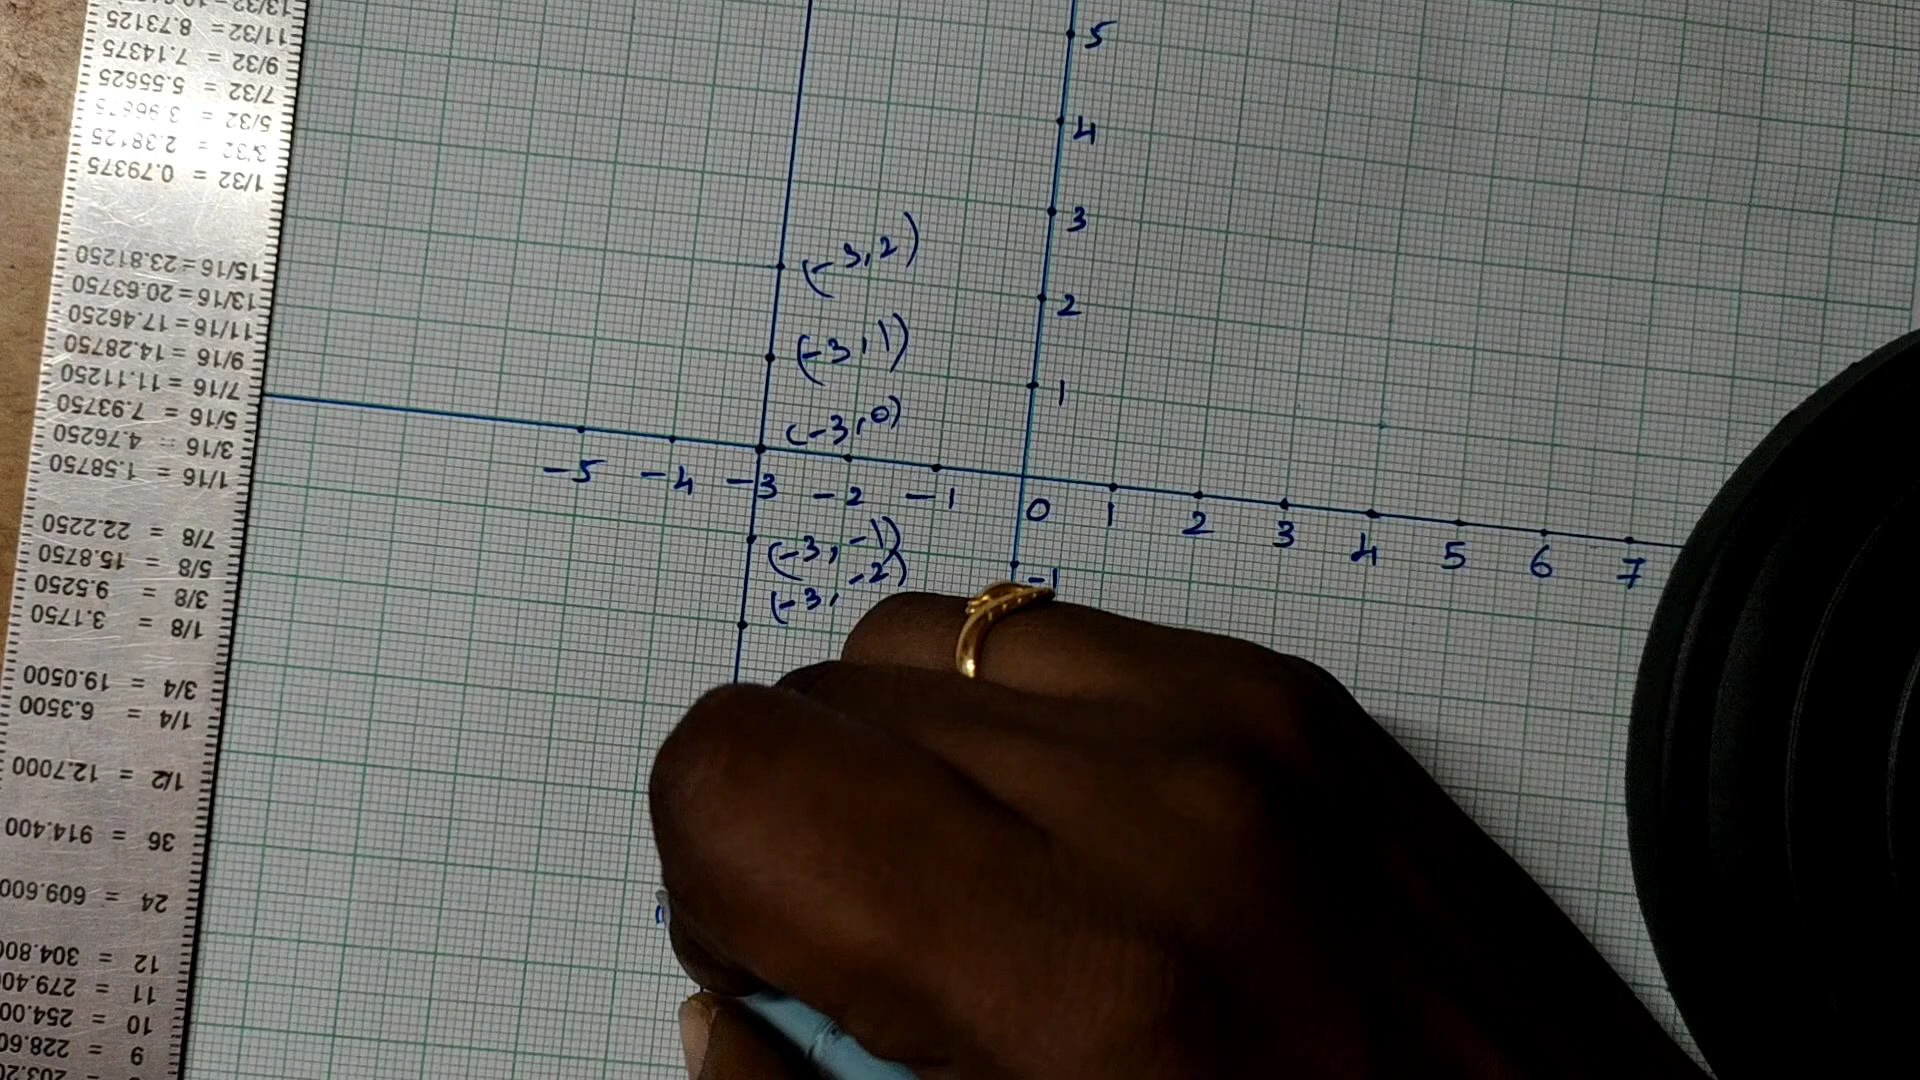 13/32
11/32 = 8.73125
9/32 = 7.14375
7/32 = 5.55625
5/32 =
3/32 = 2.38125
1/32 = 0.79375
15/16 = 23.81250
13/16 = 20.63750
11/16 = 17.46250
9/16 = 14.28750
7/16 = 11.11250
5/16 = 7.93750
3/16 = 4.76250
1/16 = 1.58750
7/8 = 22.2250
5/8 = 15.8750
3/8 = 9.5250
1/8 = 3.1750
3/4 = 19.0500
1/4 = 6.3500
1/2 = 12.7000
36 = 914.400
24 = 609.600
12 = 304.800
11 = 279.400
10 = 254.00
9 = 228.60
5
4
3
(-3,2)
2
(-3,1)
1
(-3,0)
-5 -4 -3 -2 -1 0 1 2 3 4 5 6 7
(-3, -1)
-1
(-3, -2)